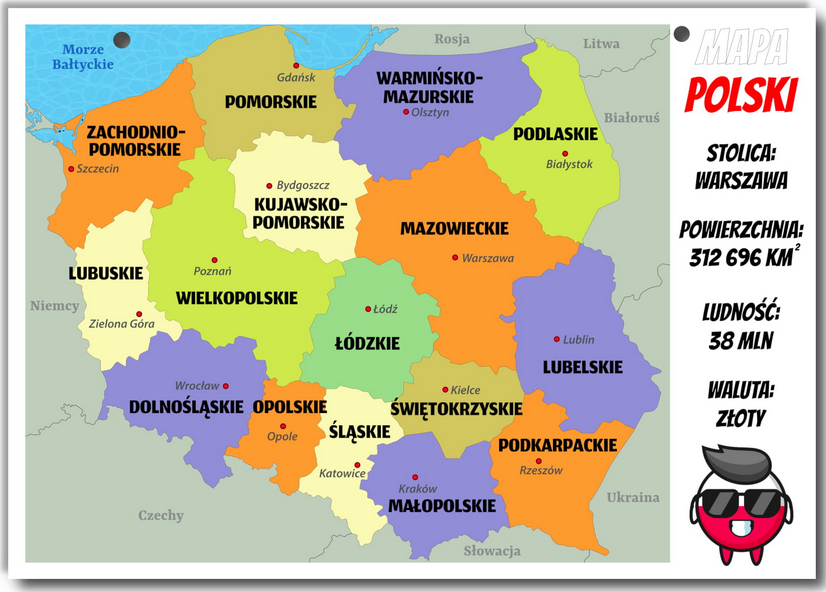 Morze
Bałtyckie
Rosja
Litwa
Białoruś
Ukraina
Słowacja
Czechy
Niemcy
Gdańsk
POMORSKIE
WARMIŃSKO-
MAZURSKIE
Olsztyn
PODLASKIE
Białystok
ZACHODNIO-
POMORSKIE
Szczecin
Bydgoszcz
KUJAWSKO-
POMORSKIE
MAZOWIECKIE
Warszawa
LUBUSKIE
Zielona Góra
Poznań
WIELKOPOLSKIE
Łódź
ŁÓDZKIE
Lublin
LUBELSKIE
Wrocław
DOLNOŚLĄSKIE
OPOLSKIE
Opole
ŚLĄSKIE
Katowice
Kielce
ŚWIĘTOKRZYSKIE
PODKARPACKIE
Rzeszów
Kraków
MAŁOPOLSKIE
MAPA
POLSKI
STOLICA:
WARSZAWA
POWIERZCHNIA:
312 696 KM²
LUDNOŚĆ:
38 MLN
WALUTA:
ZŁOTY